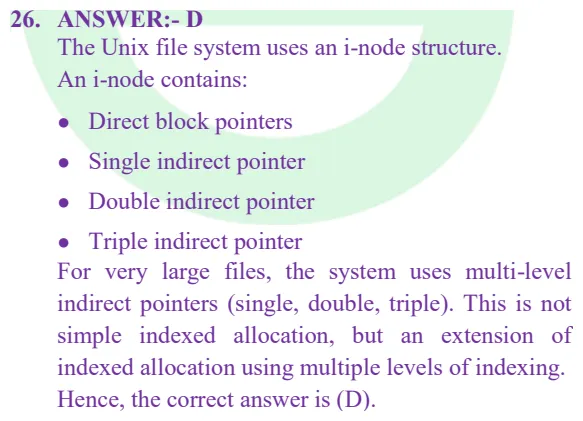 26. ANSWER:- D
The Unix file system uses an i-node structure.
An i-node contains:
● Direct block pointers
● Single indirect pointer
● Double indirect pointer
● Triple indirect pointer
For very large files, the system uses multi-level
indirect pointers (single, double, triple). This is not
simple indexed allocation, but an extension of
indexed allocation using multiple levels of indexing.
Hence, the correct answer is (D).